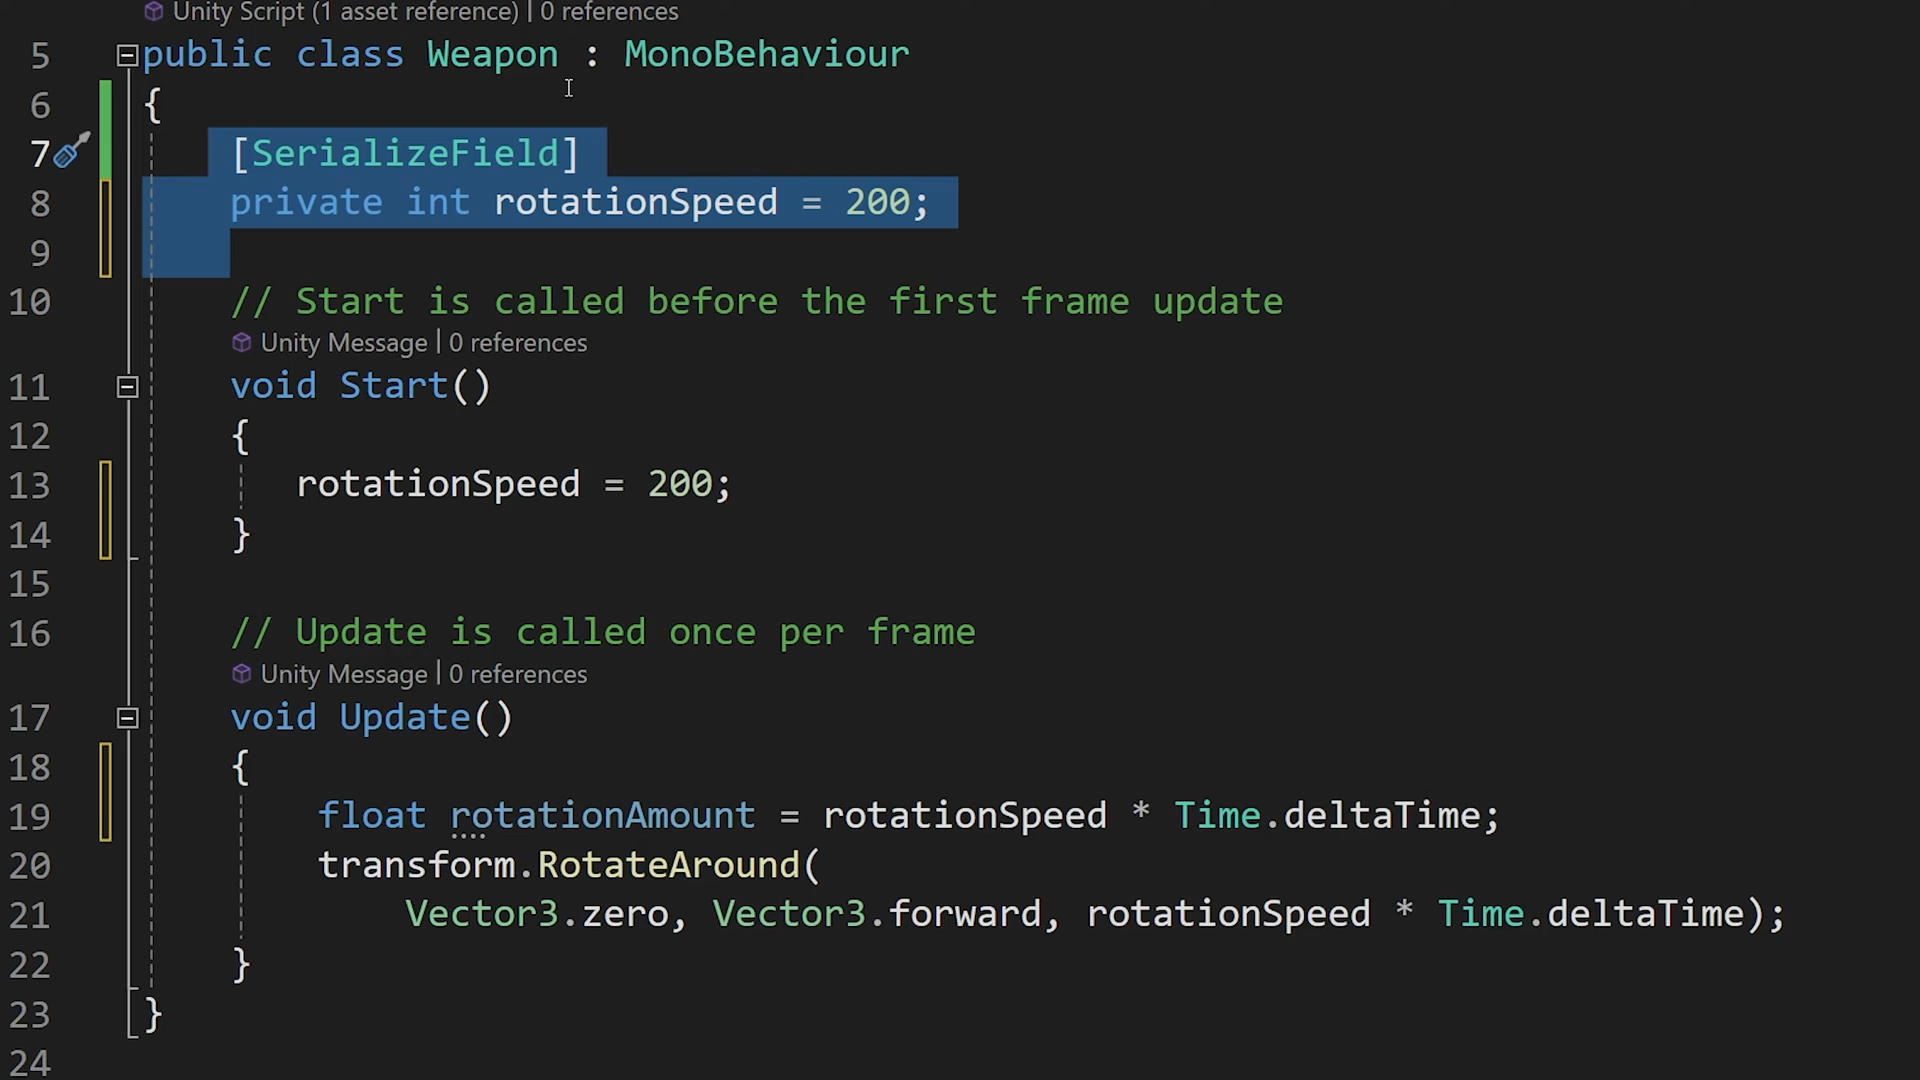 Unity Script (1 asset reference) | 0 references
5 public class Weapon : MonoBehaviour
6 {
7 [SerializeField]
8 private int rotationSpeed = 200;
9
10 // Start is called before the first frame update
Unity Message | 0 references
11 void Start()
12 {
13 rotationSpeed = 200;
14 }
15
16 // Update is called once per frame
Unity Message | 0 references
17 void Update()
18 {
19 float rotationAmount = rotationSpeed * Time.deltaTime;
20 transform.RotateAround(
21 Vector3.zero, Vector3.forward, rotationSpeed * Time.deltaTime);
22 }
23 }
24